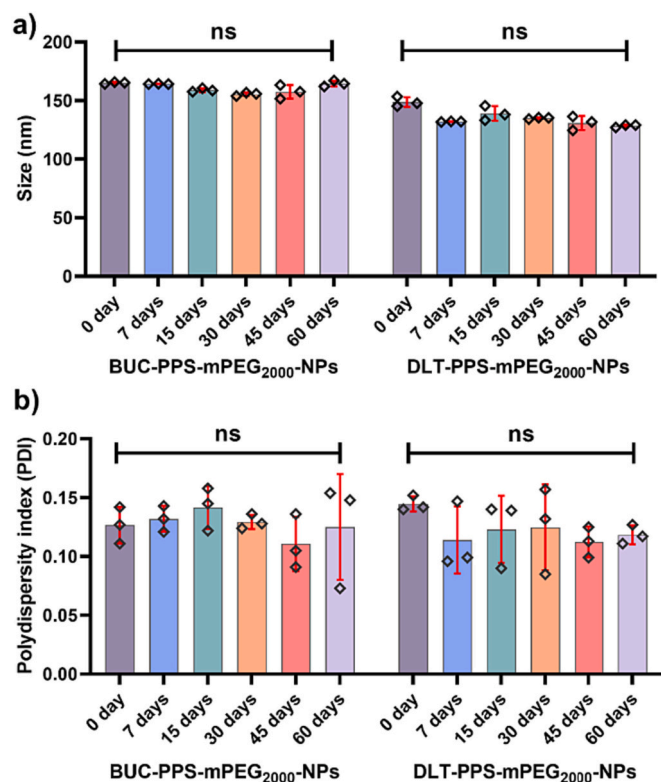 a)
ns
ns
Size (nm)
200
150
100
50
0
0 day
7 days
15 days
30 days
45 days
60 days
0 day
7 days
15 days
30 days
45 days
60 days
BUC-PPS-mPEG2000-NPs
DLT-PPS-mPEG2000-NPs
b)
ns
ns
Polydispersity index (PDI)
0.20
0.15
0.10
0.05
0.00
0 day
7 days
15 days
30 days
45 days
60 days
0 day
7 days
15 days
30 days
45 days
60 days
BUC-PPS-mPEG2000-NPs
DLT-PPS-mPEG2000-NPs